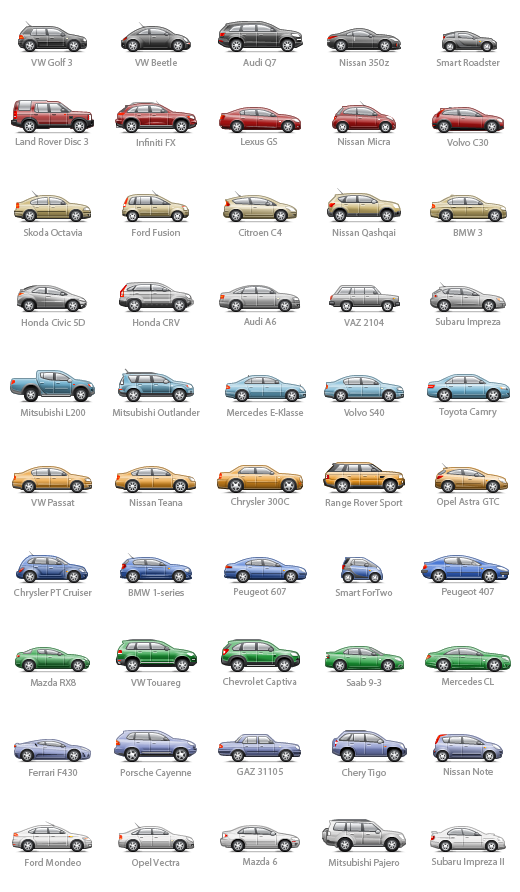 VW Golf 3
VW Beetle
Audi Q7
Nissan 350z
Smart Roadster
Land Rover Disc 3
Infiniti FX
Lexus GS
Nissan Micra
Volvo C30
Skoda Octavia
Ford Fusion
Citroen C4
Nissan Qashqai
BMW 3
Honda Civic 5D
Honda CRV
Audi A6
VAZ 2104
Subaru Impreza
Mitsubishi L200
Mitsubishi Outlander
Mercedes E-Klasse
Volvo S40
Toyota Camry
VW Passat
Nissan Teana
Chrysler 300C
Range Rover Sport
Opel Astra GTC
Chrysler PT Cruiser
BMW 1-series
Peugeot 607
Smart ForTwo
Peugeot 407
Mazda RX8
VW Touareg
Chevrolet Captiva
Saab 9-3
Mercedes CL
Ferrari F430
Porsche Cayenne
GAZ 31105
Chery Tigo
Nissan Note
Ford Mondeo
Opel Vectra
Mazda 6
Mitsubishi Pajero
Subaru Impreza II